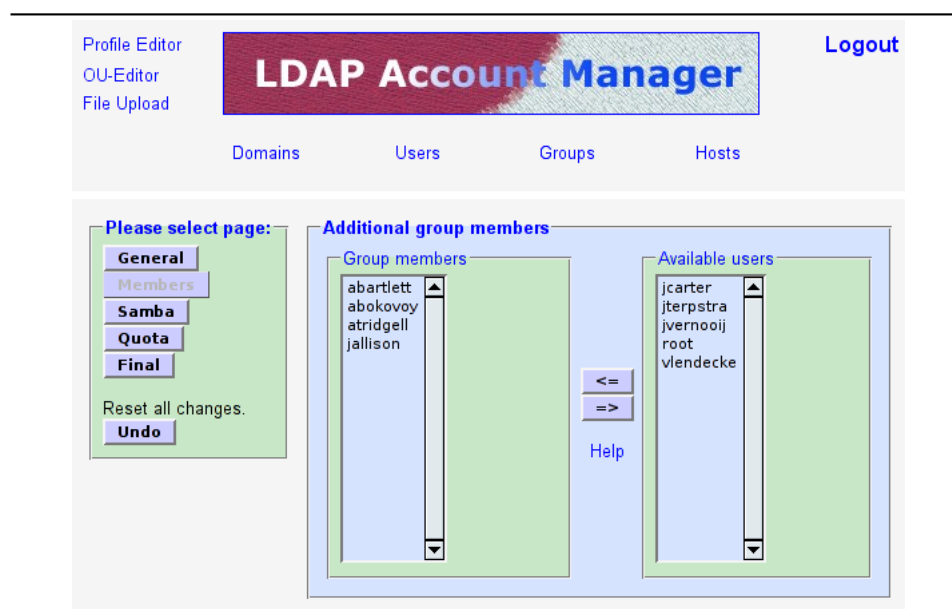 Profile Editor
OU-Editor
File Upload
LDAP Account Manager
Logout
Domains Users Groups Hosts
Please select page:
General
Members
Samba
Quota
Final
Reset all changes.
Undo
Additional group members
Group members
abartlett
abokovoy
atridgell
jallison
<=
=>
Help
Available users
jcarter
jterpstra
jvernooij
root
vlendecke